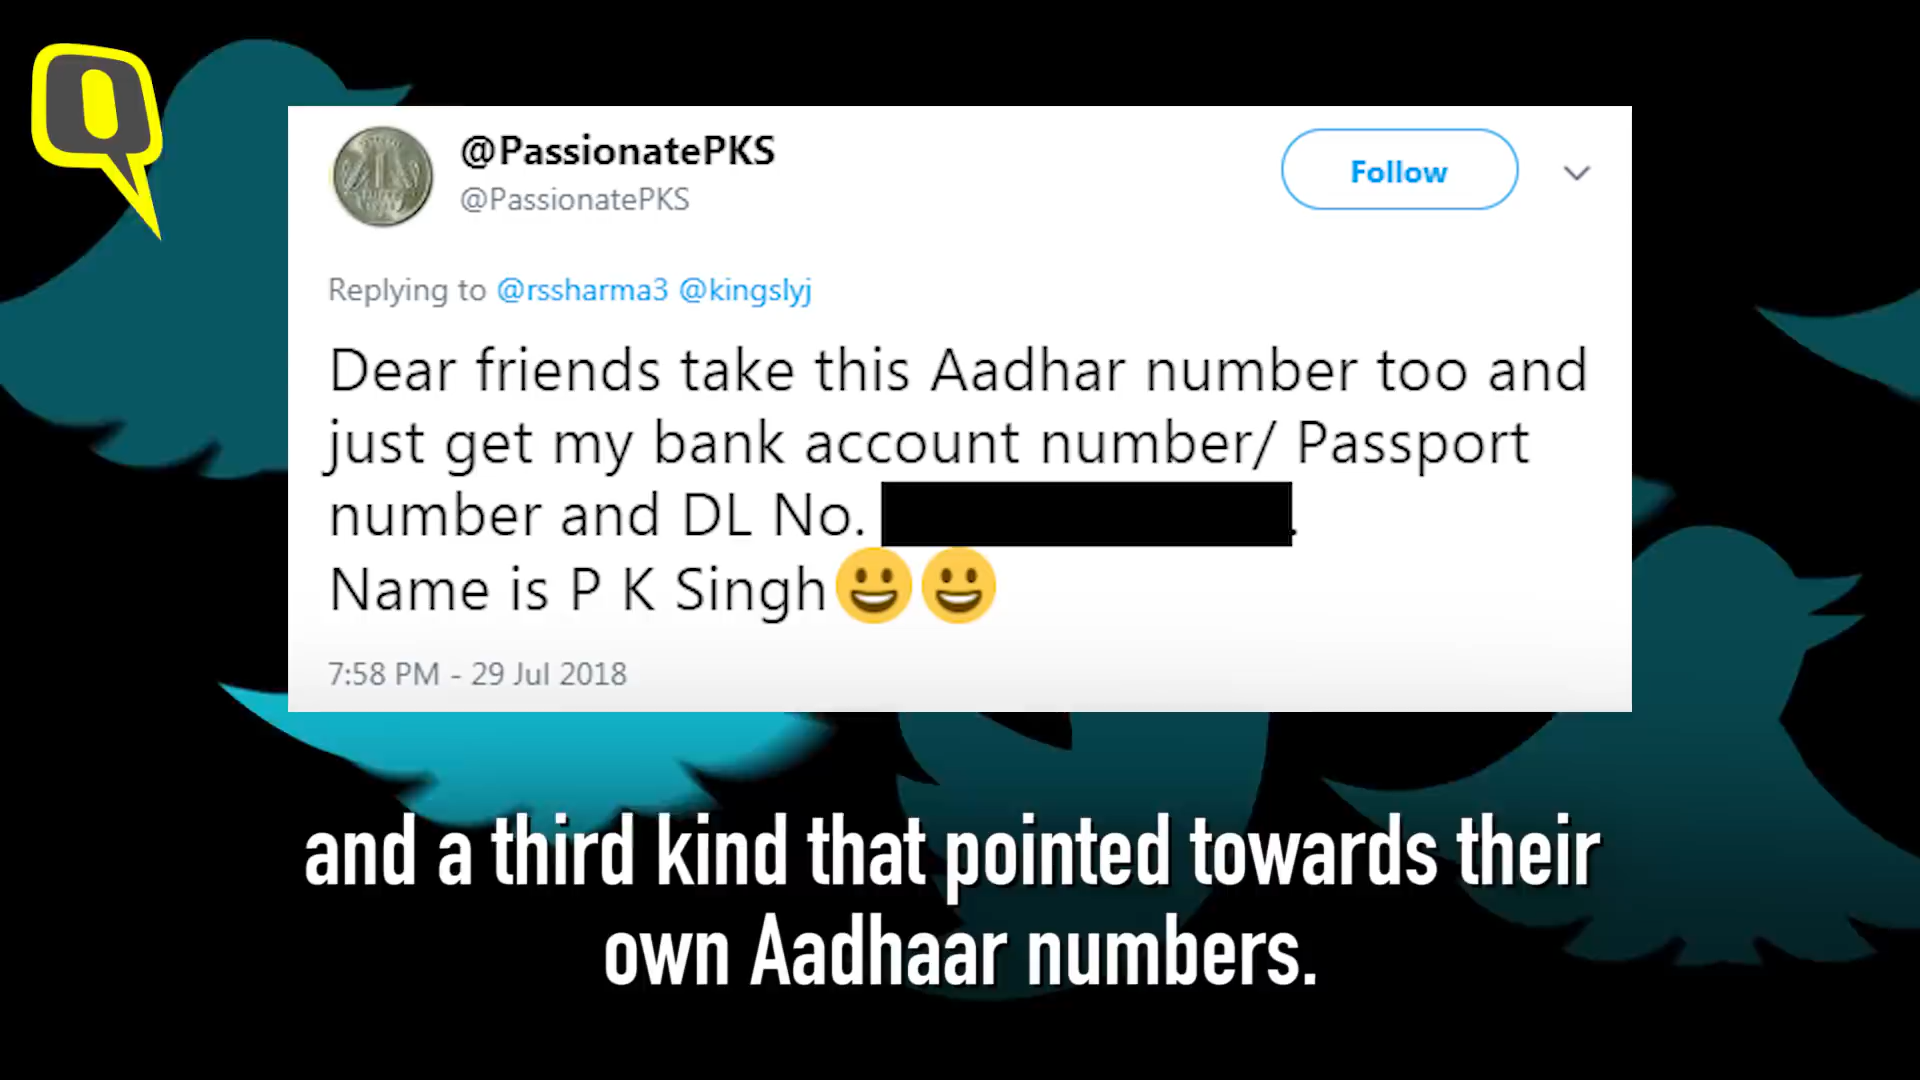 @PassionatePKS
@PassionatePKS
Follow
Replying to @rssharma3 @kingslyj
Dear friends take this Aadhar number too and
just get my bank account number/ Passport
number and DL No.
Name is P K Singh😃😃
7:58 PM - 29 Jul 2018
and a third kind that pointed towards their
own Aadhaar numbers.